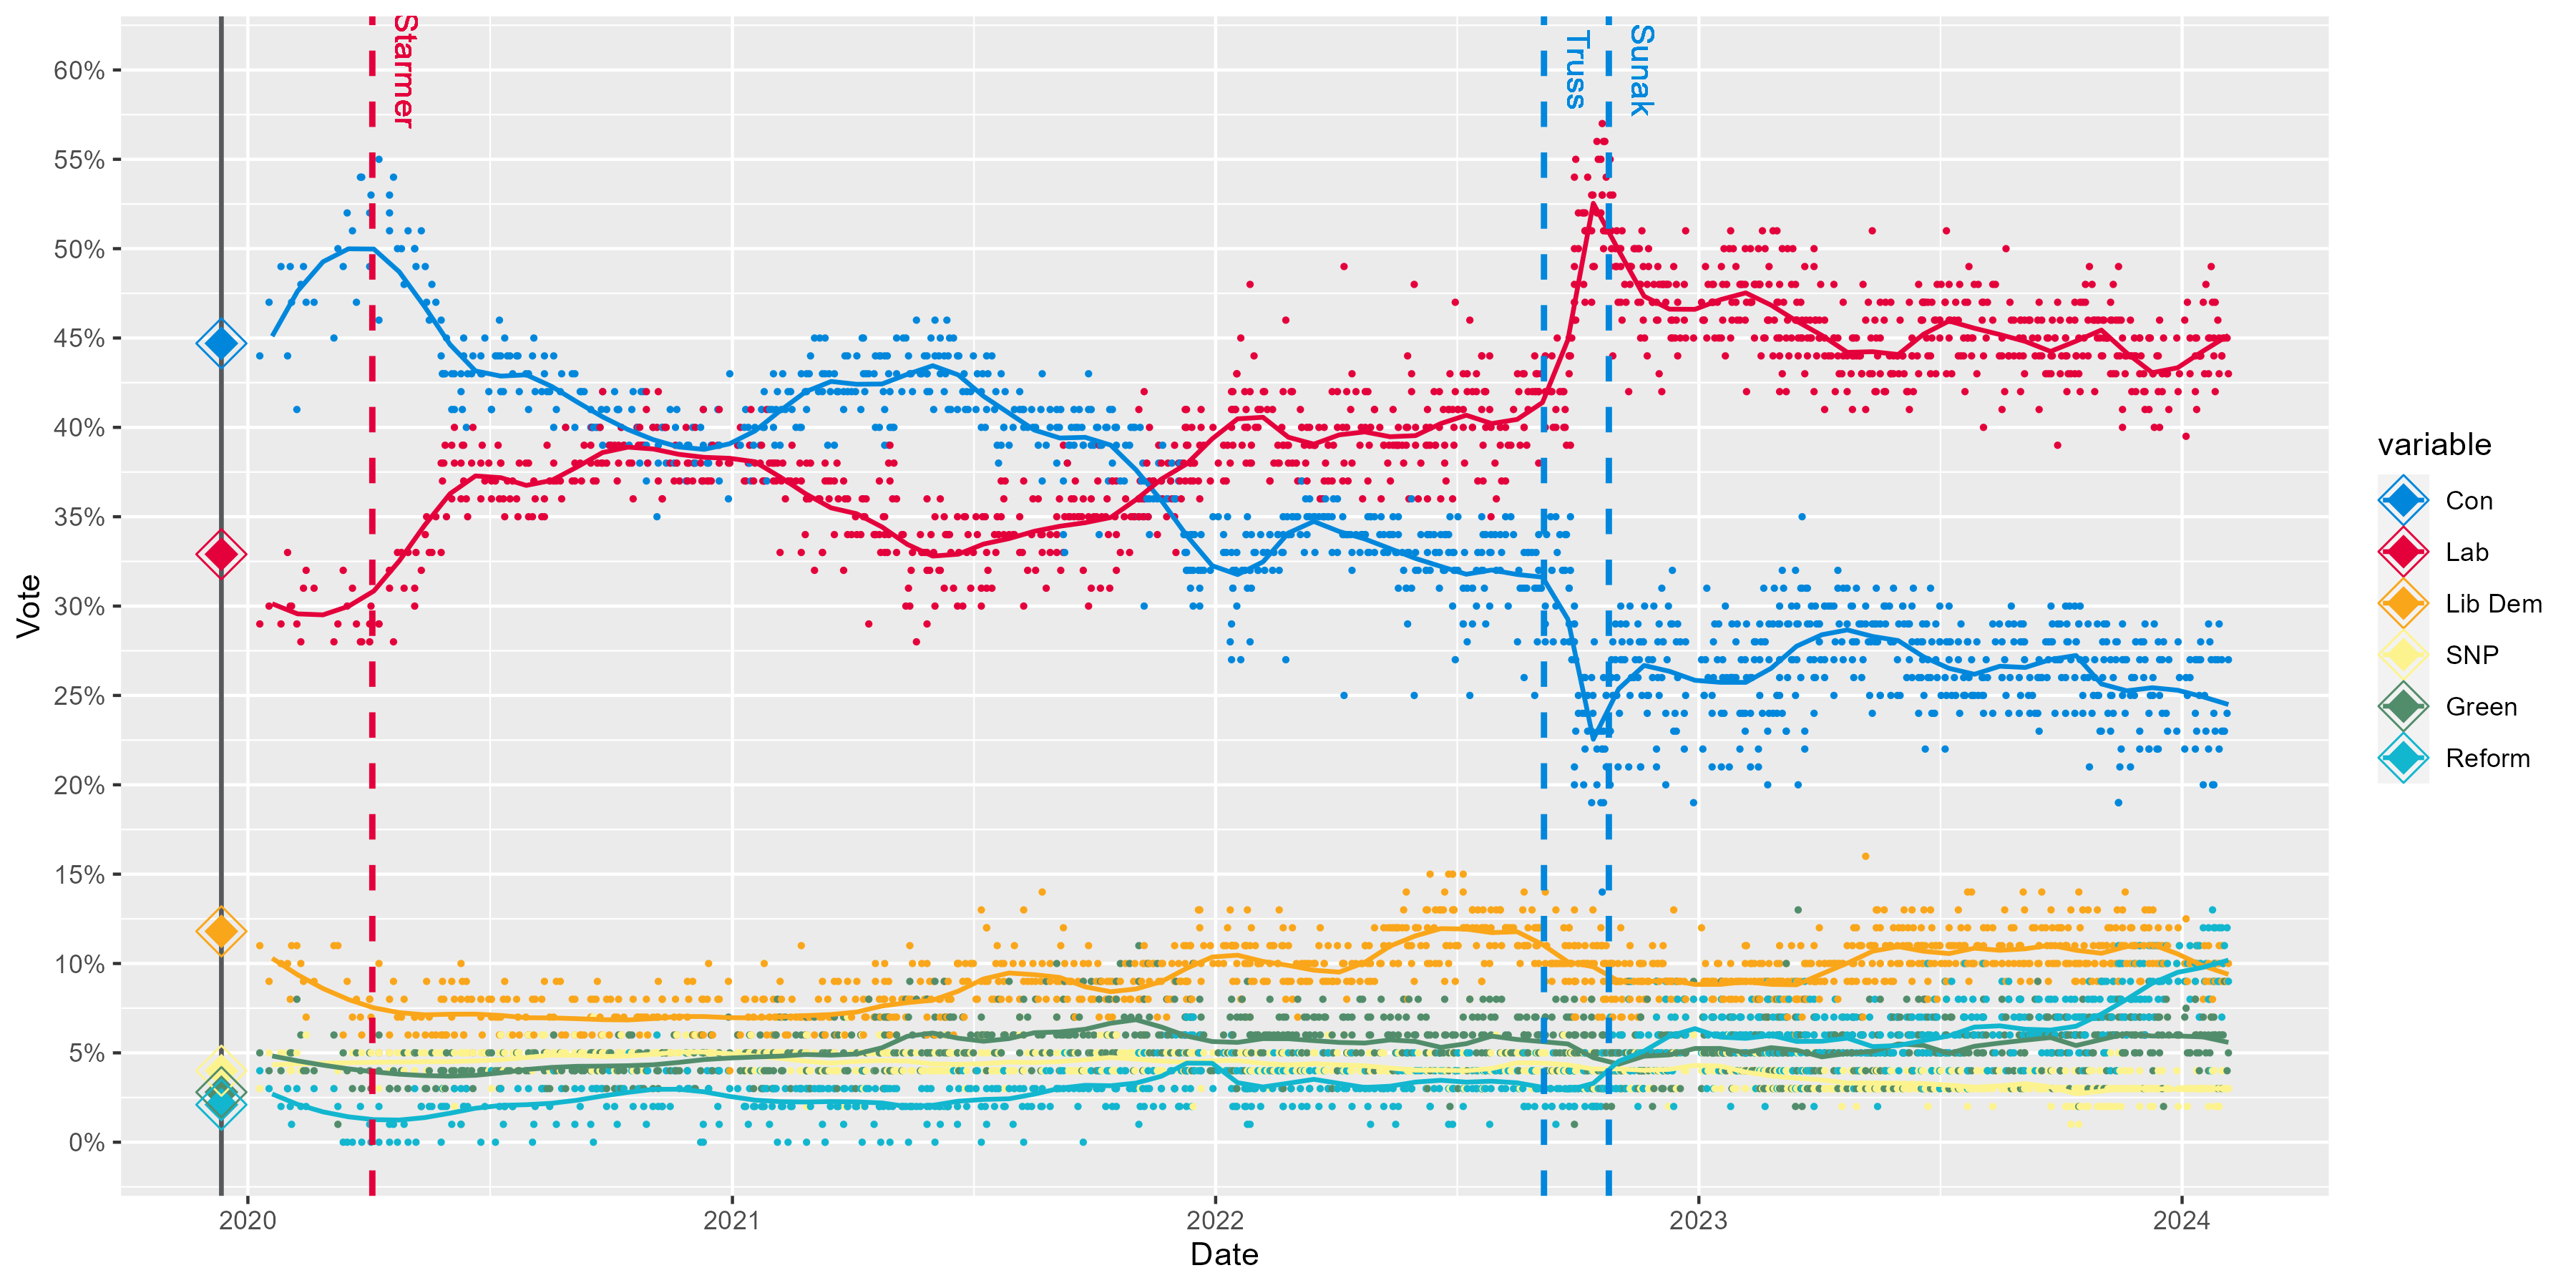 Starmer
Truss
Sunak
60%
55%
50%
45%
40%
35%
30%
25%
20%
15%
10%
5%
0%
Vote
2020
2021
2022
2023
2024
Date
variable
Con
Lab
Lib Dem
SNP
Green
Reform